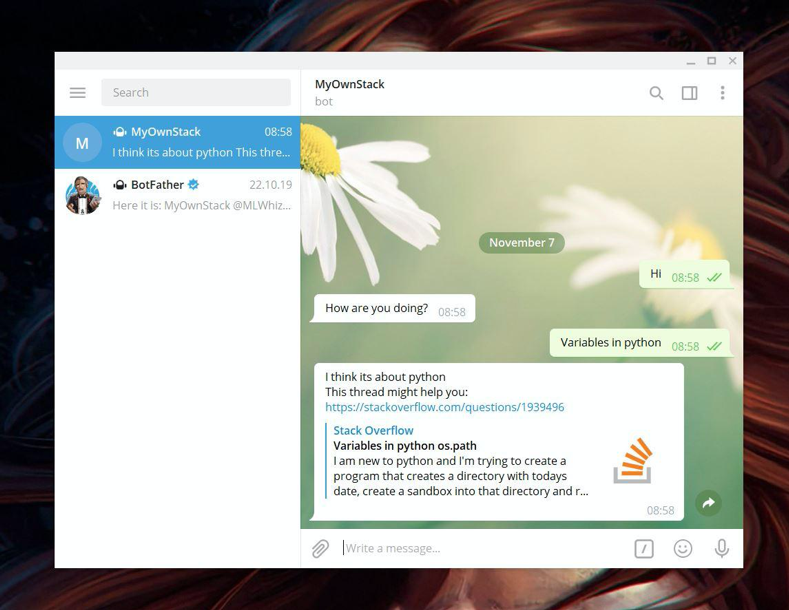 Search
MyOwnStack
bot
M
MyOwnStack 08:58
I think its about python This thre...
BotFather 22.10.19
Here it is: MyOwnStack @MLWhiz...
November 7
Hi 08:58
How are you doing? 08:58
Variables in python 08:58
I think its about python
This thread might help you:
https://stackoverflow.com/questions/1939496
Stack Overflow
Variables in python os.path
I am new to python and I'm trying to create a
program that creates a directory with todays
date, create a sandbox into that directory and r...
08:58
Write a message...